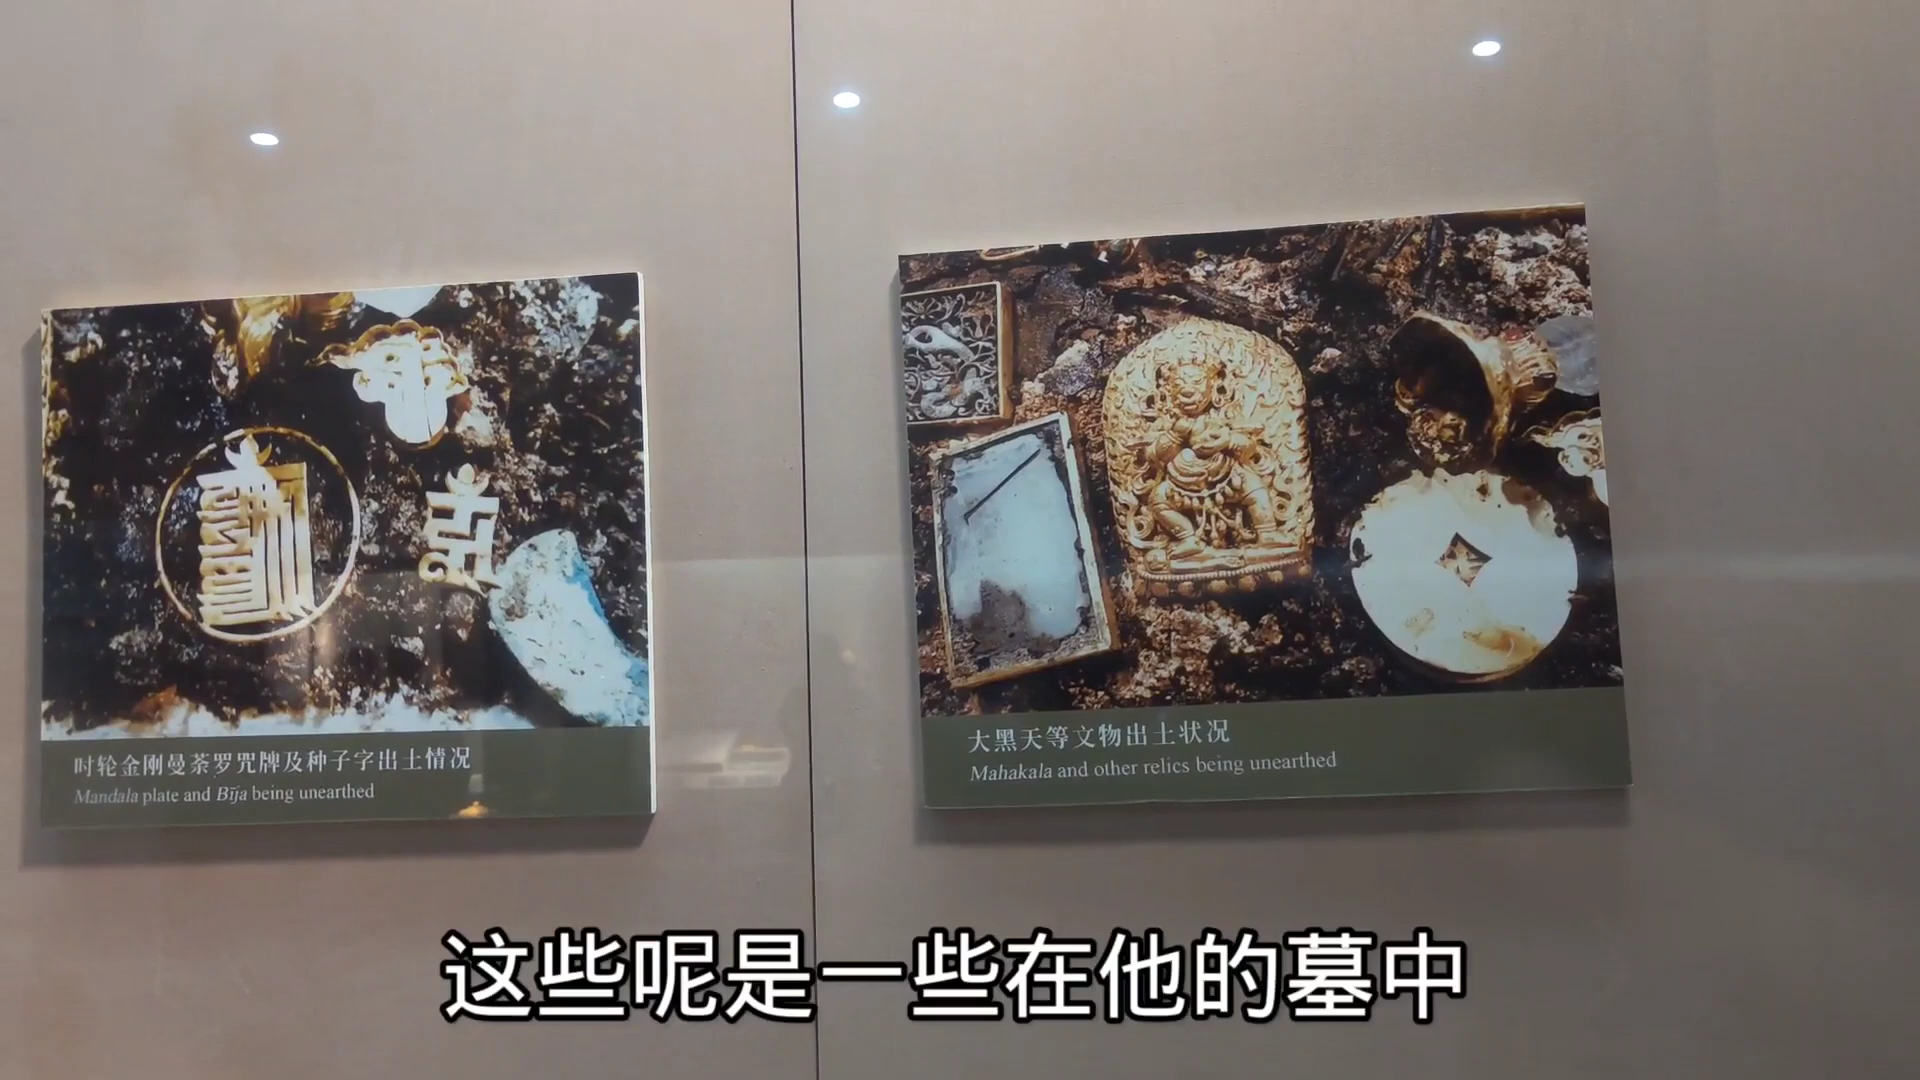 时轮金刚曼荼罗咒牌及种子字出土情况
Mandala plate and Bīja being unearthed
大黑天等文物出土状况
Mahakala and other relics being unearthed
这些呢是一些在他的墓中